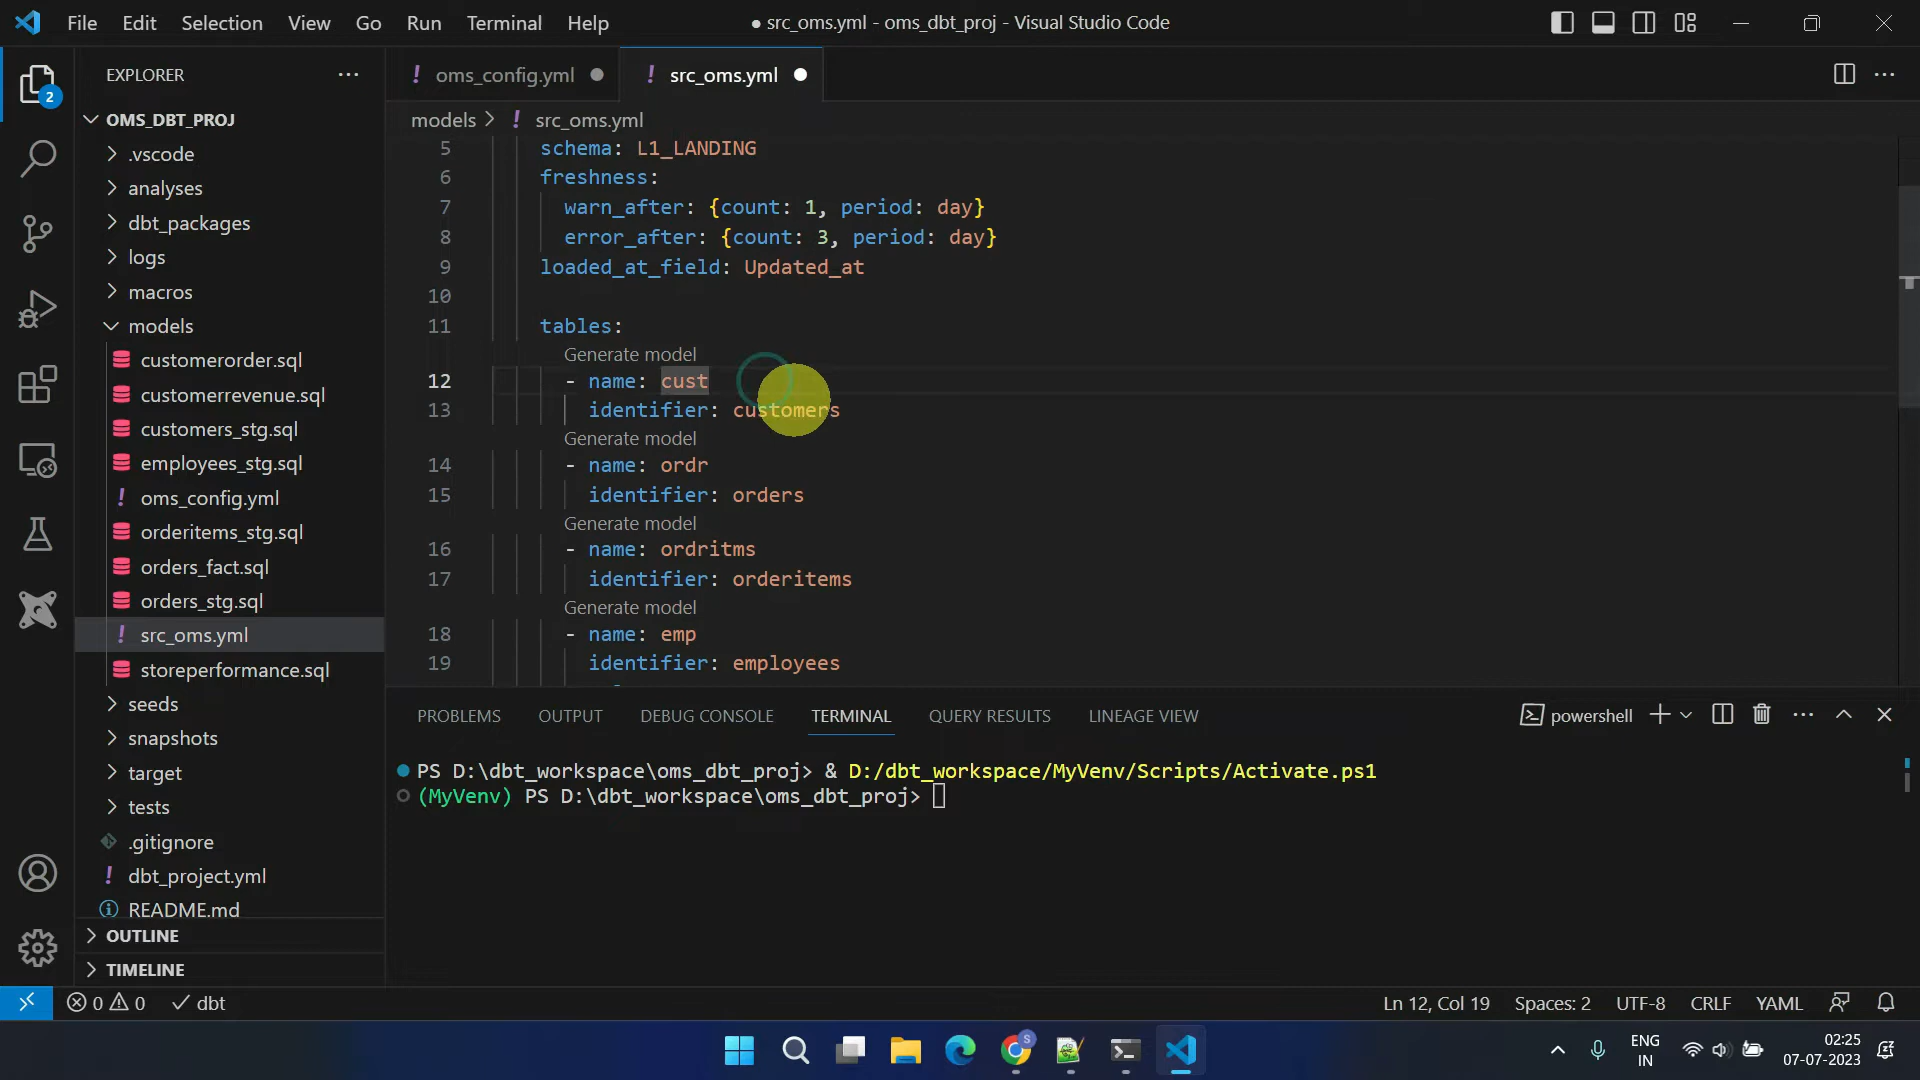 File Edit Selection View Go Run Terminal Help
● src_oms.yml - oms_dbt_proj - Visual Studio Code
EXPLORER
OMS_DBT_PROJ
.vscode
analyses
dbt_packages
logs
macros
models
customerorder.sql
customerrevenue.sql
customers_stg.sql
employees_stg.sql
oms_config.yml
orderitems_stg.sql
orders_fact.sql
orders_stg.sql
src_oms.yml
storeperformance.sql
seeds
snapshots
target
tests
.gitignore
dbt_project.yml
README.md
OUTLINE
TIMELINE
2
! oms_config.yml ●
! src_oms.yml ●
models > ! src_oms.yml
5 schema: L1_LANDING
6 freshness:
7 warn_after: {count: 1, period: day}
8 error_after: {count: 3, period: day}
9 loaded_at_field: Updated_at
10
11 tables:
Generate model
12 - name: cust
13 identifier: customers
Generate model
14 - name: ordr
15 identifier: orders
Generate model
16 - name: ordritms
17 identifier: orderitems
Generate model
18 - name: emp
19 identifier: employees
PROBLEMS OUTPUT DEBUG CONSOLE TERMINAL QUERY RESULTS LINEAGE VIEW
powershell
PS D:\dbt_workspace\oms_dbt_proj> & D:/dbt_workspace/MyVenv/Scripts/Activate.ps1
(MyVenv) PS D:\dbt_workspace\oms_dbt_proj>
0 0 dbt
Ln 12, Col 19 Spaces: 2 UTF-8 CRLF YAML
S
ENG
IN
02:25
07-07-2023